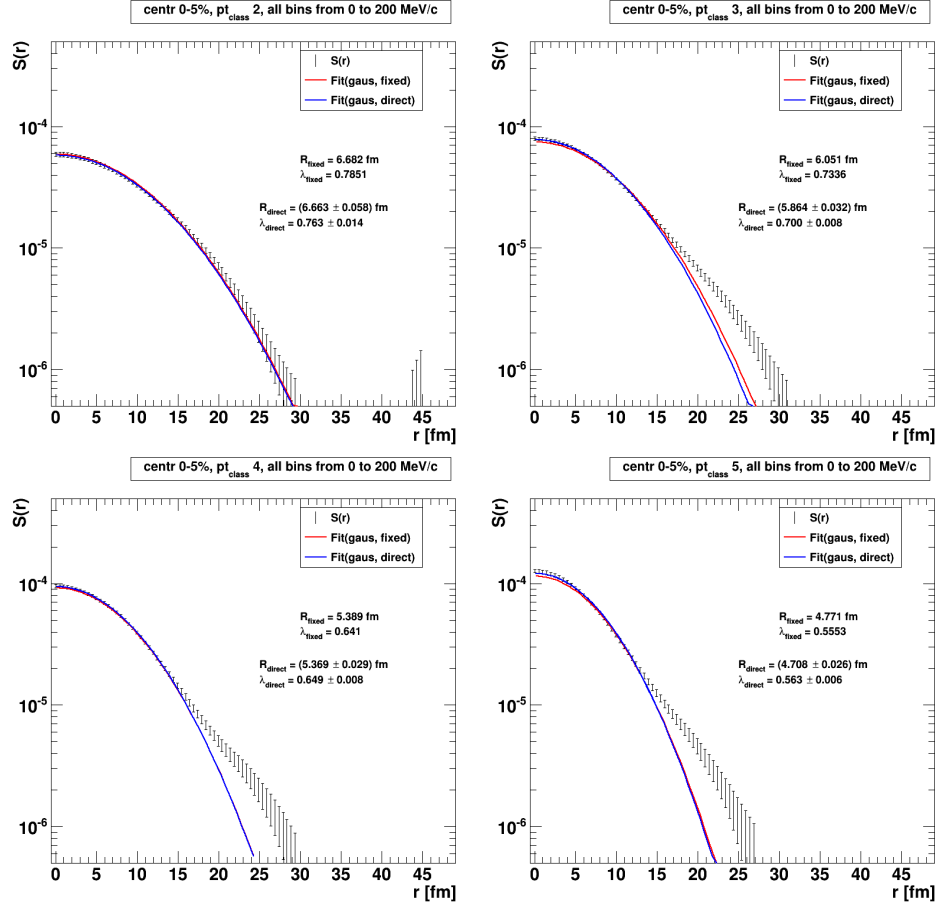 centr 0-5%, pt_class 2, all bins from 0 to 200 MeV/c
S(r)
S(r)
Fit(gaus, fixed)
Fit(gaus, direct)
R_fixed = 6.682 fm
λ_fixed = 0.7851
R_direct = (6.663 ± 0.058) fm
λ_direct = 0.763 ± 0.014
10^-4
10^-5
10^-6
0 5 10 15 20 25 30 35 40 45
r [fm]
centr 0-5%, pt_class 3, all bins from 0 to 200 MeV/c
S(r)
S(r)
Fit(gaus, fixed)
Fit(gaus, direct)
R_fixed = 6.051 fm
λ_fixed = 0.7336
R_direct = (5.864 ± 0.032) fm
λ_direct = 0.700 ± 0.008
10^-4
10^-5
10^-6
0 5 10 15 20 25 30 35 40 45
r [fm]
centr 0-5%, pt_class 4, all bins from 0 to 200 MeV/c
S(r)
S(r)
Fit(gaus, fixed)
Fit(gaus, direct)
R_fixed = 5.389 fm
λ_fixed = 0.641
R_direct = (5.369 ± 0.029) fm
λ_direct = 0.649 ± 0.008
10^-4
10^-5
10^-6
0 5 10 15 20 25 30 35 40 45
r [fm]
centr 0-5%, pt_class 5, all bins from 0 to 200 MeV/c
S(r)
S(r)
Fit(gaus, fixed)
Fit(gaus, direct)
R_fixed = 4.771 fm
λ_fixed = 0.5553
R_direct = (4.708 ± 0.026) fm
λ_direct = 0.563 ± 0.006
10^-4
10^-5
10^-6
0 5 10 15 20 25 30 35 40 45
r [fm]